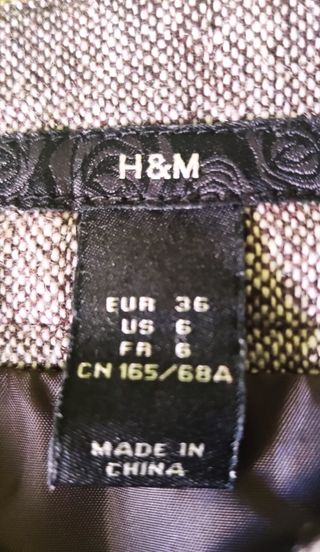 H&M
EUR 36
US 6
FR 6
CN 165/68A
MADE IN
CHINA